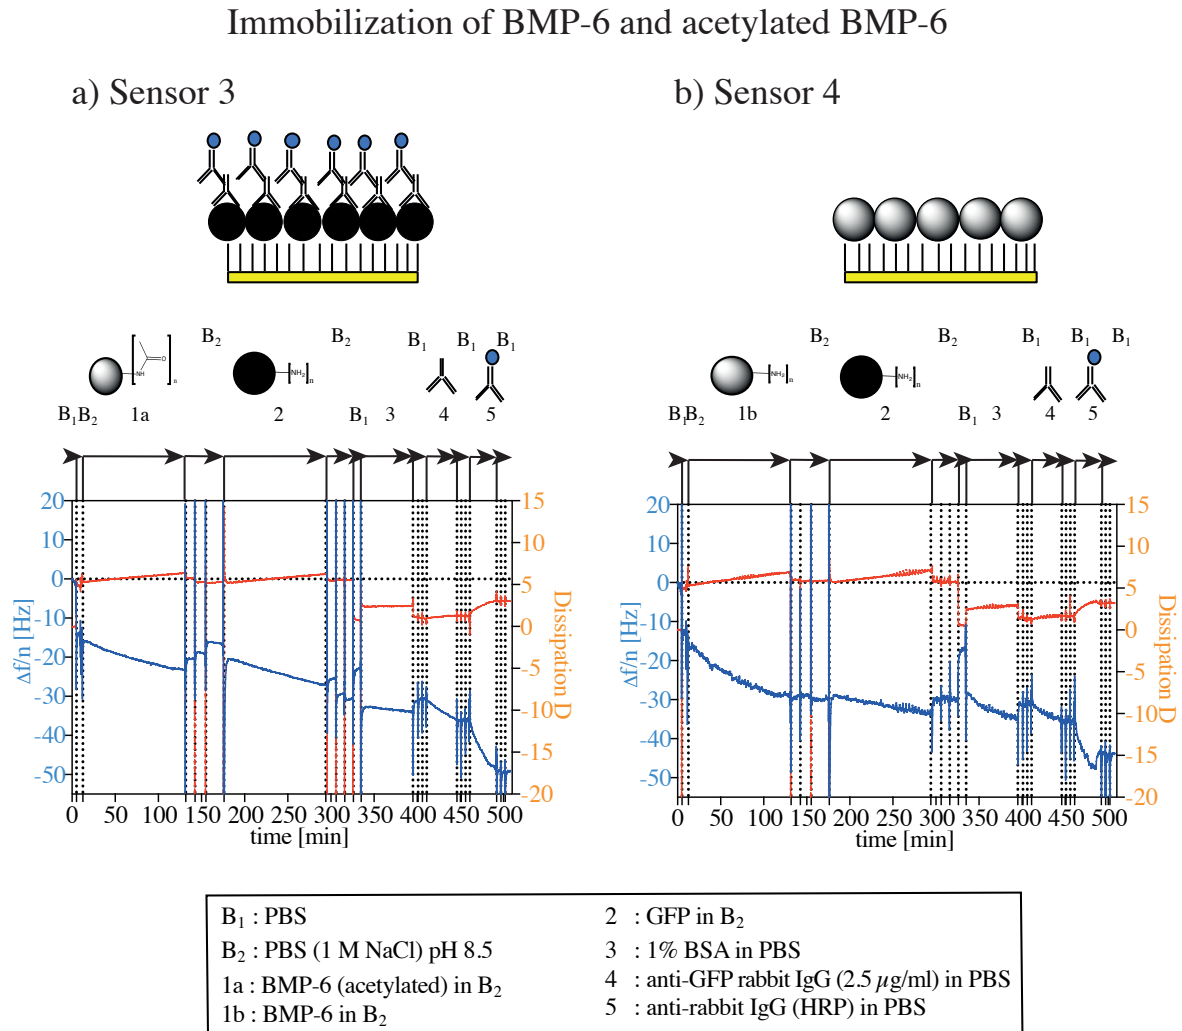 Immobilization of BMP-6 and acetylated BMP-6
a) Sensor 3
b) Sensor 4
B₁B₂
NH
O
n
1a
B₂
NH₂
n
2
B₂
B₁
3
B₁
4
B₁
5
B₁
B₁B₂
NH₂
n
1b
B₂
NH₂
n
2
B₂
B₁
3
B₁
4
B₁
5
B₁
20
10
0
-10
-20
-30
-40
-50
Δf/n [Hz]
15
10
5
0
-5
-10
-15
-20
Dissipation D
0 50 100 150 200 250 300 350 400 450 500
time [min]
20
10
0
-10
-20
-30
-40
-50
Δf/n [Hz]
15
10
5
0
-5
-10
-15
-20
Dissipation D
0 50 100 150 200 250 300 350 400 450 500
time [min]
B₁ : PBS
B₂ : PBS (1 M NaCl) pH 8.5
1a : BMP-6 (acetylated) in B₂
1b : BMP-6 in B₂
2 : GFP in B₂
3 : 1% BSA in PBS
4 : anti-GFP rabbit IgG (2.5 µg/ml) in PBS
5 : anti-rabbit IgG (HRP) in PBS